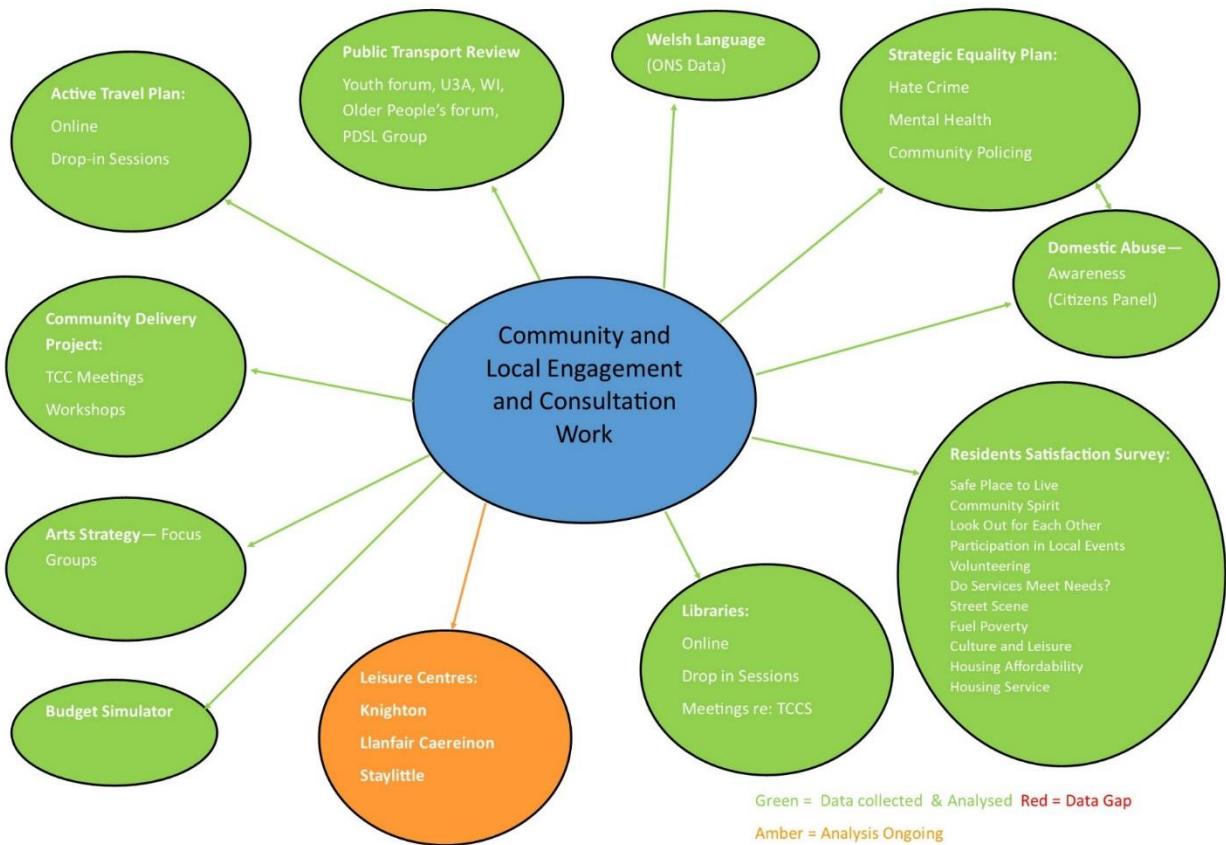 Public Transport Review
Youth forum, U3A, WI,
Older People's forum,
PDSL Group
Welsh Language
(ONS Data)
Strategic Equality Plan:
Hate Crime
Mental Health
Community Policing
Active Travel Plan:
Online
Drop-in Sessions
Domestic Abuse—
Awareness
(Citizens Panel)
Community Delivery
Project:
TCC Meetings
Workshops
Community and
Local Engagement
and Consultation
Work
Residents Satisfaction Survey:
Safe Place to Live
Community Spirit
Look Out for Each Other
Participation in Local Events
Volunteering
Do Services Meet Needs?
Street Scene
Fuel Poverty
Culture and Leisure
Housing Affordability
Housing Service
Arts Strategy— Focus
Groups
Libraries:
Online
Drop in Sessions
Meetings re: TCCS
Leisure Centres:
Knighton
Llanfair Caereinon
Staylittle
Budget Simulator
Green = Data collected & Analysed Red = Data Gap
Amber = Analysis Ongoing